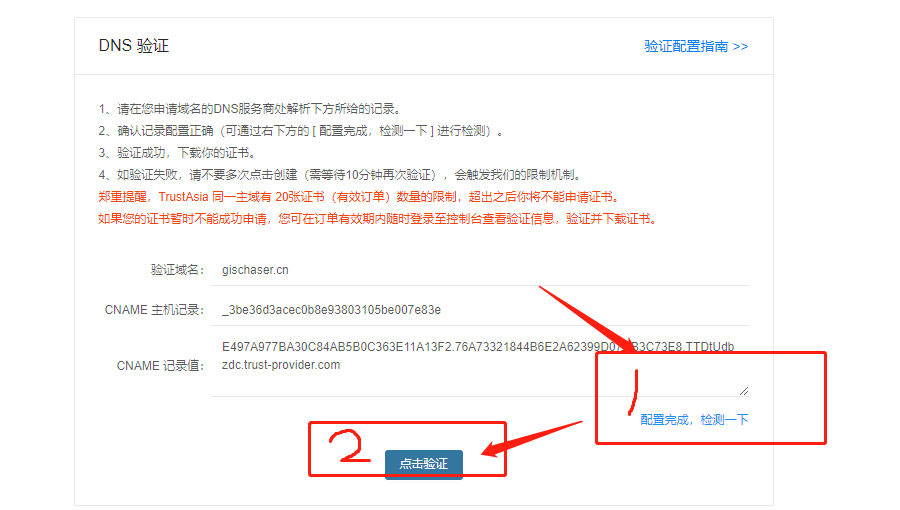 DNS 验证
验证配置指南 >>
1、请在您申请域名的DNS服务商处解析下方所给的记录。
2、确认记录配置正确（可通过右下方的 [ 配置完成，检测一下 ] 进行检测）。
3、验证成功，下载你的证书。
4、如验证失败，请不要多次点击创建（需等待10分钟再次验证），会触发我们的限制机制。
郑重提醒，TrustAsia 同一主域有 20张证书（有效订单）数量的限制，超出之后你将不能申请证书。
如果您的证书暂时不能成功申请，您可在订单有效期内随时登录至控制台查看验证信息，验证并下载证书。
验证域名： gischaser.cn
CNAME 主机记录： _3be36d3acec0b8e93803105be007e83e
CNAME 记录值：
zdc.trust-provider.com
1
配置完成，检测一下
2
点击验证